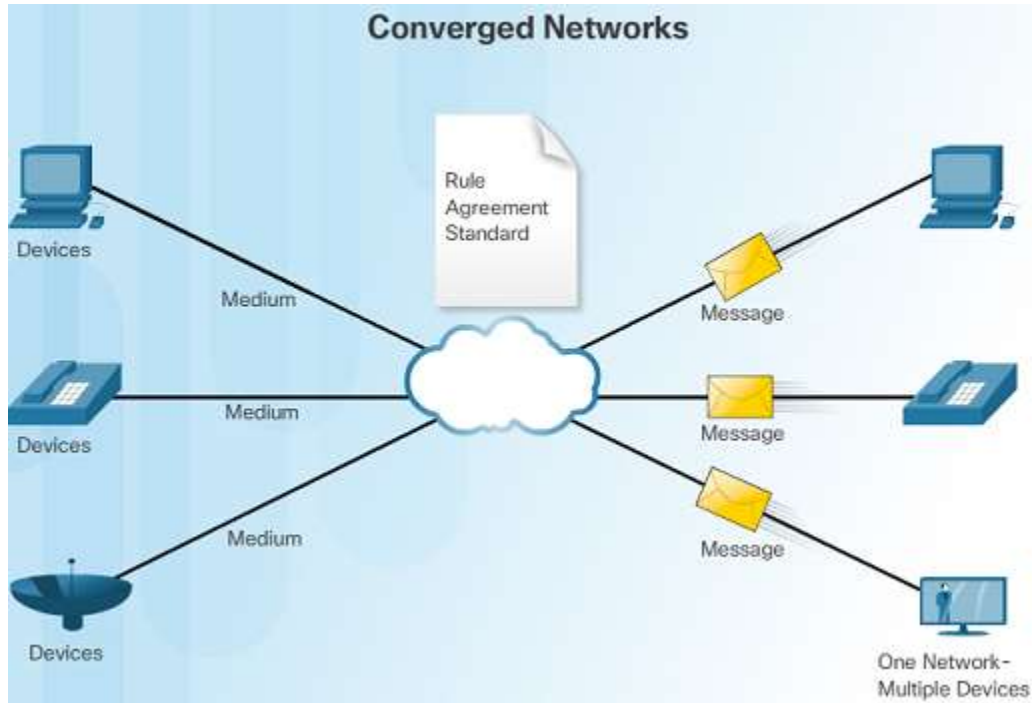 Converged Networks
Rule
Agreement
Standard
Devices
Medium
Message
Devices
Medium
Message
Devices
Medium
Message
One Network-
Multiple Devices